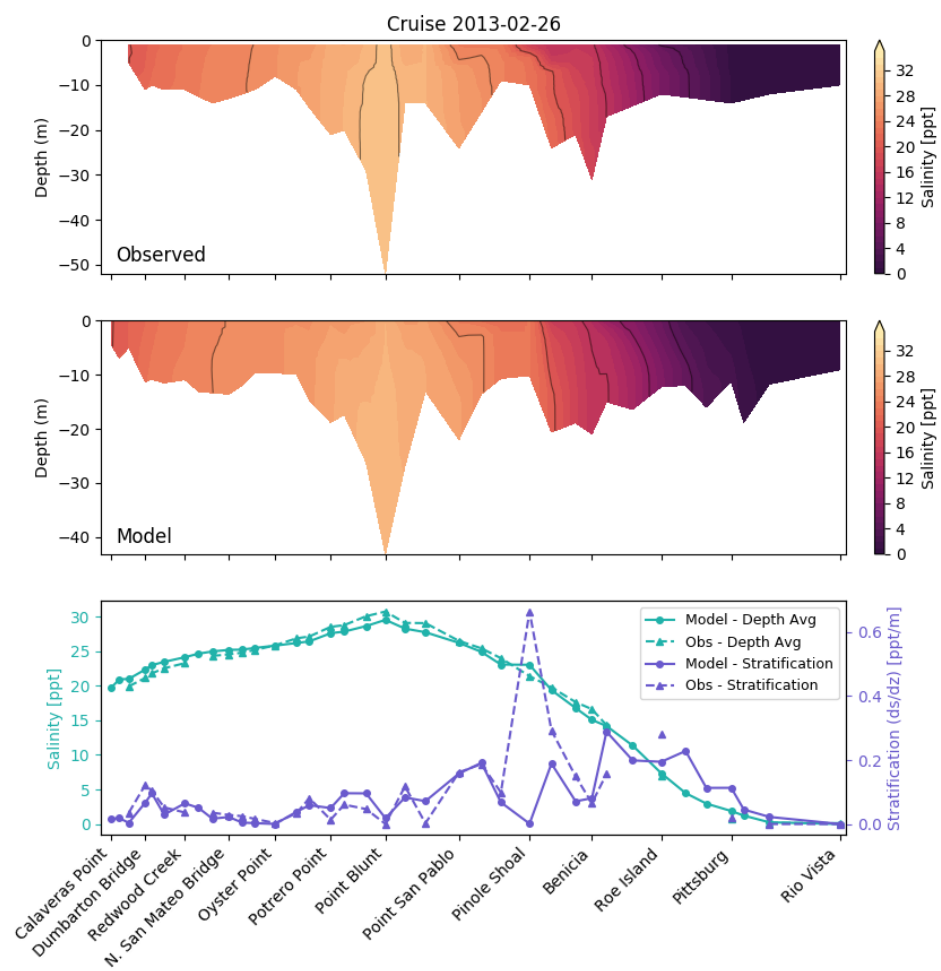 Cruise 2013-02-26
0
−10
−20
−30
−40
−50
Depth (m)
Observed
32
28
24
20
16
12
8
4
0
Salinity [ppt]
0
−10
−20
−30
−40
Depth (m)
Model
32
28
24
20
16
12
8
4
0
Salinity [ppt]
30
25
20
15
10
5
0
Salinity [ppt]
Model - Depth Avg
Obs - Depth Avg
Model - Stratification
Obs - Stratification
0.6
0.4
0.2
0.0
Stratification (ds/dz) [ppt/m]
Calaveras Point
Dumbarton Bridge
Redwood Creek
N. San Mateo Bridge
Oyster Point
Potrero Point
Point Blunt
Point San Pablo
Pinole Shoal
Benicia
Roe Island
Pittsburg
Rio Vista